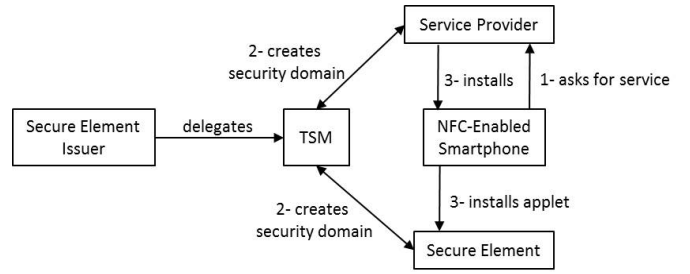 Service Provider
2- creates
security domain
3- installs
1- asks for service
Secure Element
Issuer
delegates
TSM
NFC-Enabled
Smartphone
2- creates
security domain
3- installs applet
Secure Element